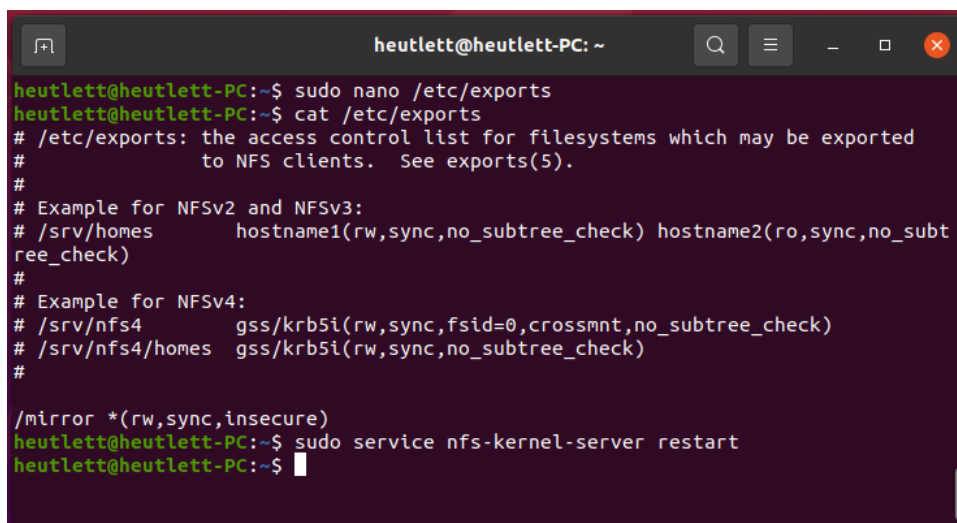 heutlett@heutlett-PC: ~
heutlett@heutlett-PC:~$ sudo nano /etc/exports
heutlett@heutlett-PC:~$ cat /etc/exports
# /etc/exports: the access control list for filesystems which may be exported
#               to NFS clients.  See exports(5).
#
# Example for NFSv2 and NFSv3:
# /srv/homes       hostname1(rw,sync,no_subtree_check) hostname2(ro,sync,no_subt
ree_check)
#
# Example for NFSv4:
# /srv/nfs4        gss/krb5i(rw,sync,fsid=0,crossmnt,no_subtree_check)
# /srv/nfs4/homes  gss/krb5i(rw,sync,no_subtree_check)
#
/mirror *(rw,sync,insecure)
heutlett@heutlett-PC:~$ sudo service nfs-kernel-server restart
heutlett@heutlett-PC:~$